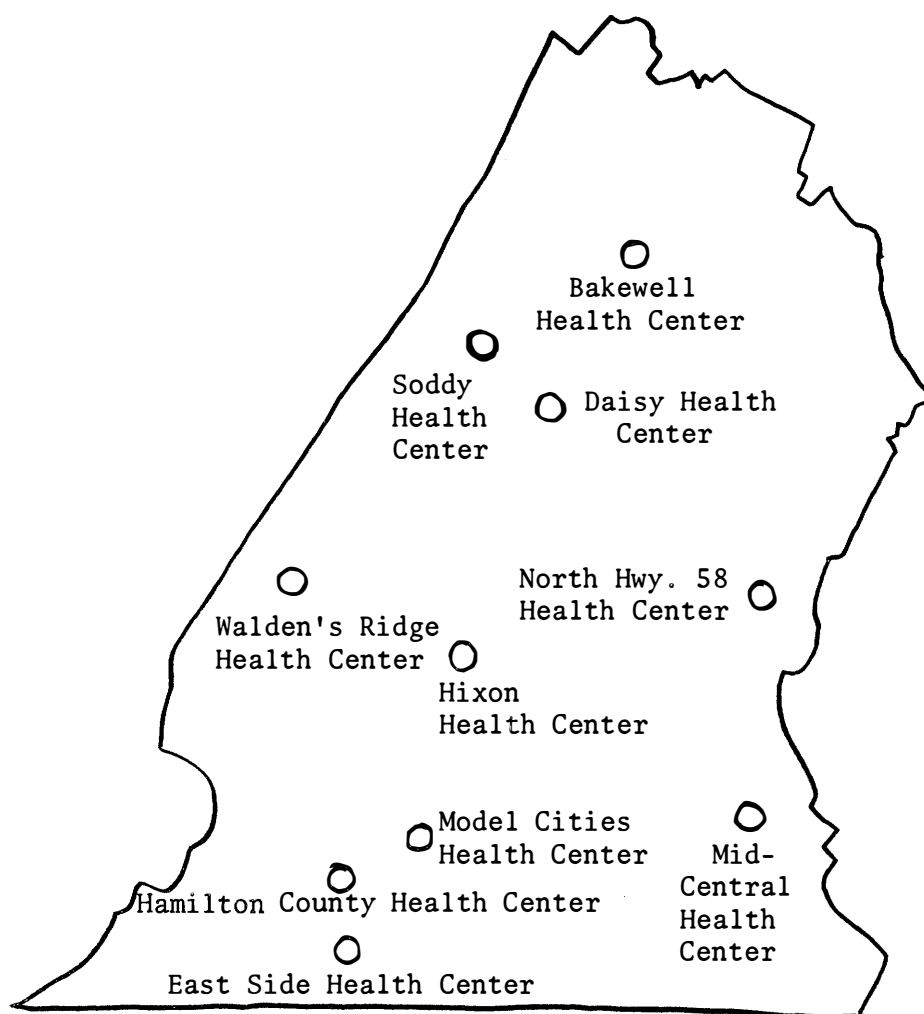 Bakewell
Health Center
Soddy
Health
Center
Daisy Health
Center
North Hwy. 58
Health Center
Walden's Ridge
Health Center
Hixon
Health Center
Model Cities
Health Center
Mid-
Central
Health
Center
Hamilton County Health Center
East Side Health Center